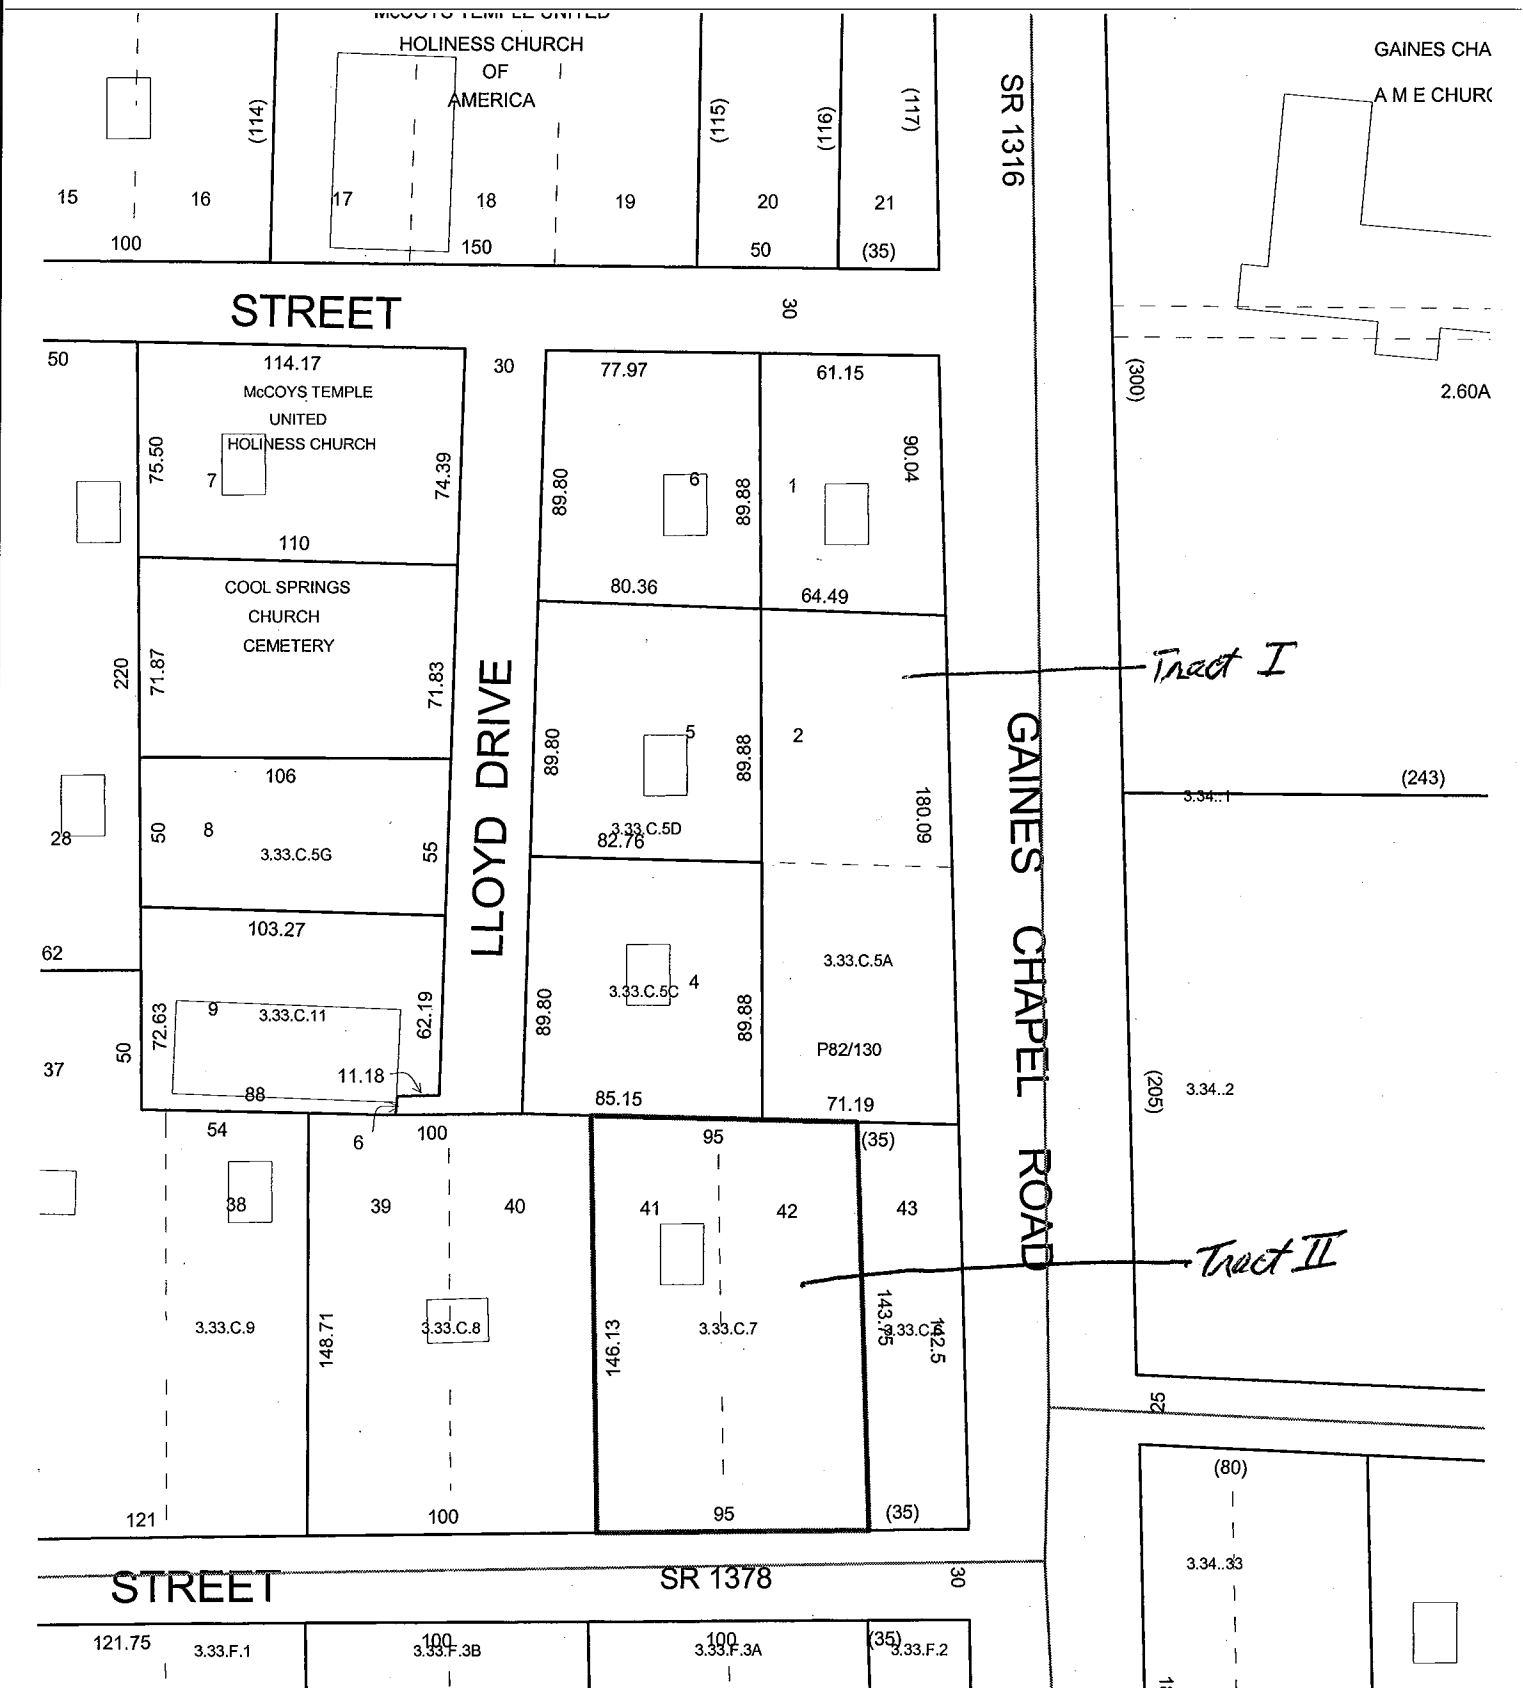 McCOYS TEMPLE UNITED
HOLINESS CHURCH
OF
AMERICA
GAINES CHA
A M E CHURC
(114)
(115)
(116)
(117)
SR 1316
15
16
17
18
19
20
21
100
150
50
(35)
STREET
30
50
114.17
30
77.97
61.15
(300)
2.60A
McCOYS TEMPLE
UNITED
HOLINESS CHURCH
75.50
7
74.39
89.80
6
89.88
1
90.04
110
80.36
64.49
COOL SPRINGS
CHURCH
CEMETERY
220
71.87
71.83
LLOYD DRIVE
Tract I
89.80
5
89.88
2
180.09
GAINES CHAPEL ROAD
106
(243)
3.34..1
28
50
8
3.33.C.5G
55
3.33.C.5D
82.76
103.27
62
3.33.C.5A
72.63
9
3.33.C.11
62.19
89.80
3.33.C.5C
4
89.88
37
50
11.18
88
P82/130
(205)
3.34..2
85.15
71.19
54
6
100
95
(35)
38
39
40
41
42
43
Tract II
3.33.C.9
148.71
3.33.C.8
146.13
3.33.C.7
143.75
142.5
25
121
100
95
(35)
(80)
STREET
SR 1378
30
3.34..33
121.75
3.33.F.1
100
3.33.F.3B
100
3.33.F.3A
(35)
3.33.F.2